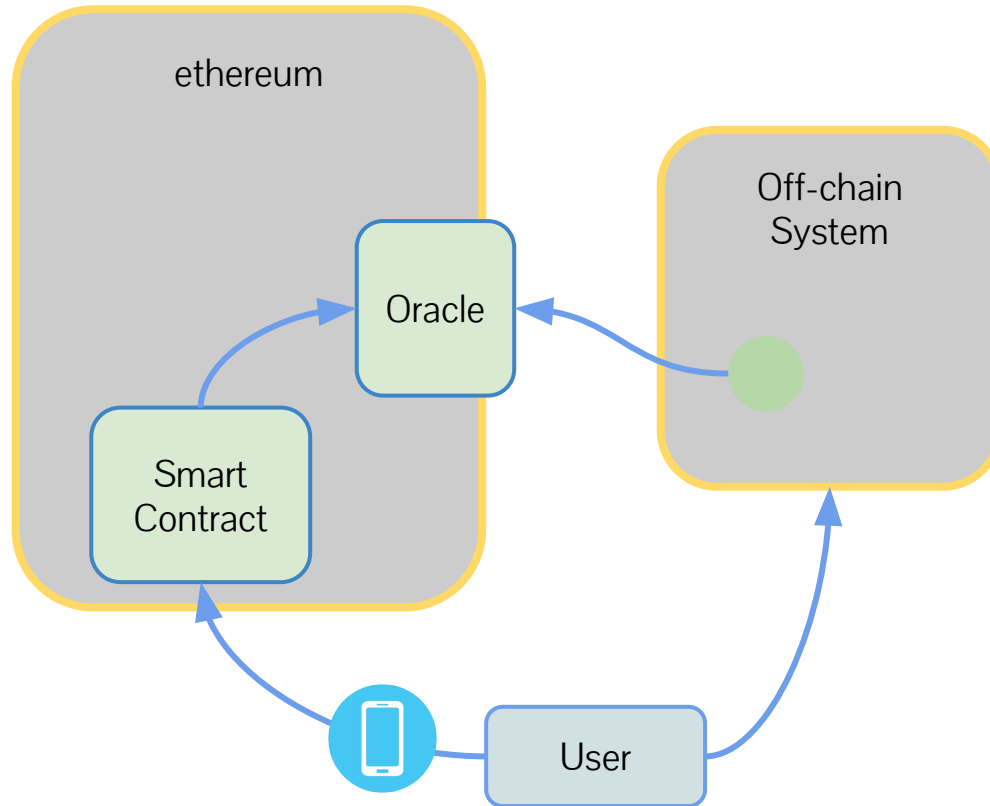 ethereum
Off-chain
System
Oracle
Smart
Contract
User